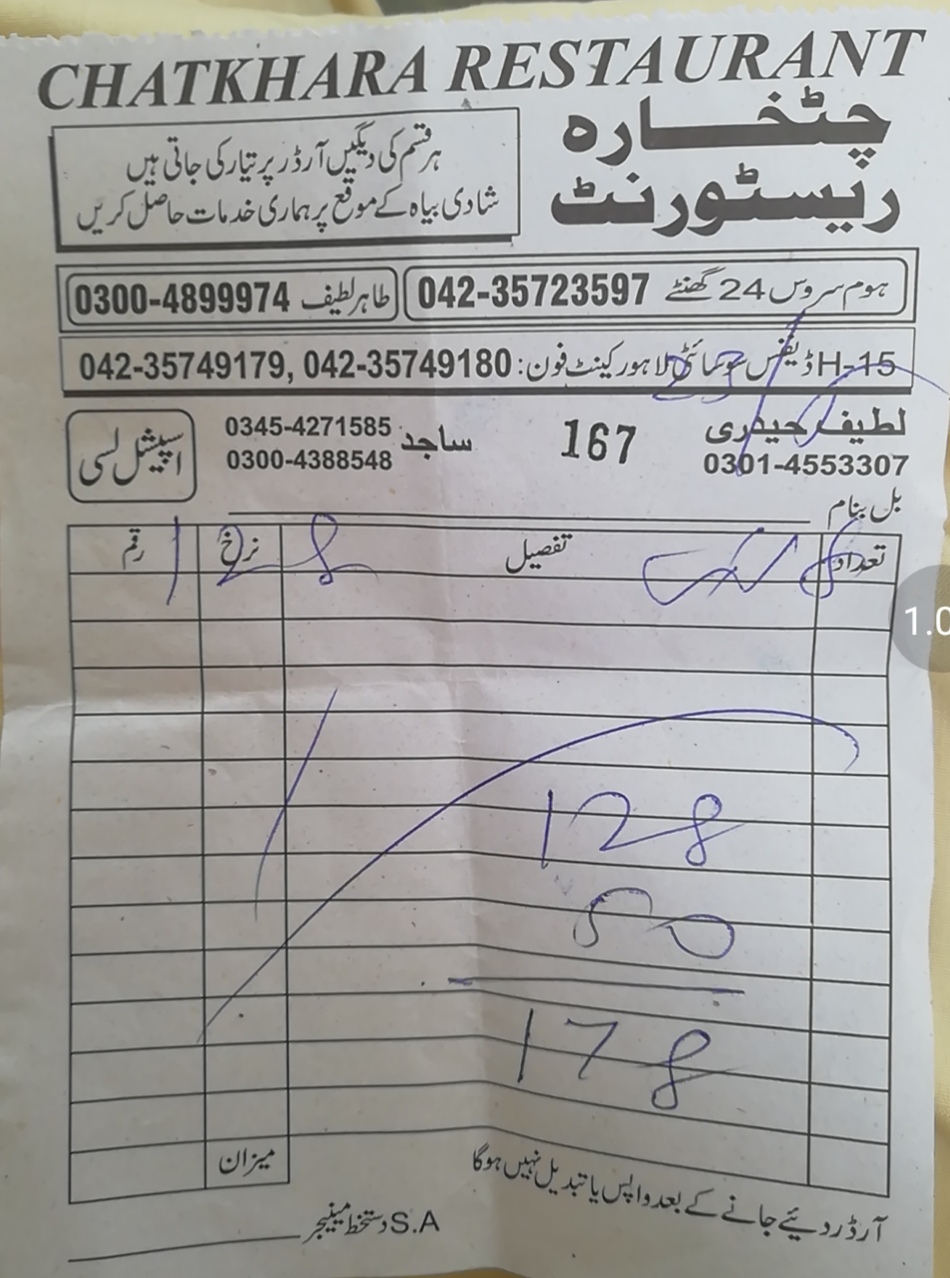 CHATKHARA RESTAURANT
چٹخارہ
ریسٹورنٹ
ہر قسم کی دیگیں آرڈر پر تیار کی جاتی ہیں
شادی بیاہ کے موقع پر ہماری خدمات حاصل کریں
ہوم سروس 24 گھنٹے 042-35723597
طاہر لطیف 0300-4899974
H-15 ڈیفنس سوسائٹی لاہور کینٹ فون: 042-35749179, 042-35749180
لطیف حیدری
0301-4553307
167
ساجد 0345-4271585
0300-4388548
اسپیشل لسی
بل بنام
تعداد تفصیل نرخ رقم
8 128
128
50
178
میزان
آرڈر دیئے جانے کے بعد واپس یا تبدیل نہیں ہوگا
S.A دستخط مینیجر
1.0